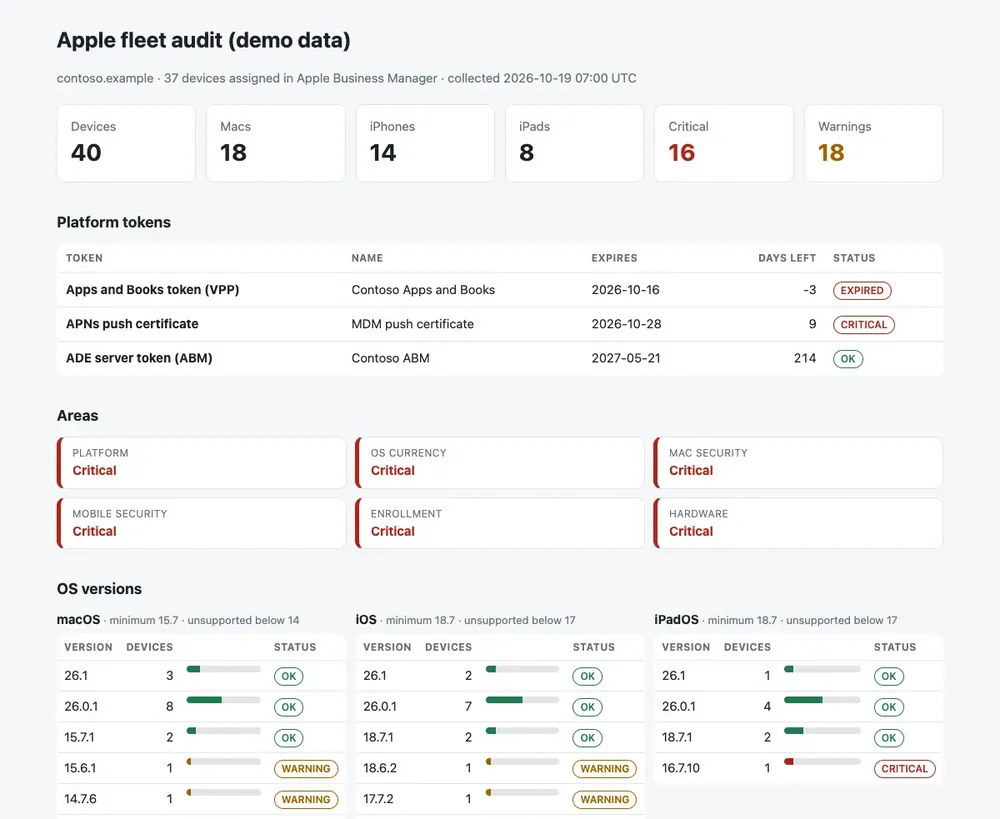 Apple fleet audit (demo data)
contoso.example · 37 devices assigned in Apple Business Manager · collected 2026-10-19 07:00 UTC
Devices Macs iPhones iPads Critical Warnings
40 18 14 8 16 18
Platform tokens
TOKEN NAME EXPIRES DAYS LEFT STATUS
Apps and Books token (VPP) Contoso Apps and Books 2026-10-16 -3 EXPIRED
APNs push certificate MDM push certificate 2026-10-28 9 CRITICAL
ADE server token (ABM) Contoso ABM 2027-05-21 214 OK
Areas
PLATFORM OS CURRENCY MAC SECURITY
Critical Critical Critical
MOBILE SECURITY ENROLLMENT HARDWARE
Critical Critical Critical
OS versions
macOS · minimum 15.7 · unsupported below 14
VERSION DEVICES STATUS
26.1 3 OK
26.0.1 8 OK
15.7.1 2 OK
15.6.1 1 WARNING
14.7.6 1 WARNING
iOS · minimum 18.7 · unsupported below 17
VERSION DEVICES STATUS
26.1 2 OK
26.0.1 7 OK
18.7.1 2 OK
18.6.2 1 WARNING
17.7.2 1 WARNING
iPadOS · minimum 18.7 · unsupported below 17
VERSION DEVICES STATUS
26.1 1 OK
26.0.1 4 OK
18.7.1 2 OK
16.7.10 1 CRITICAL